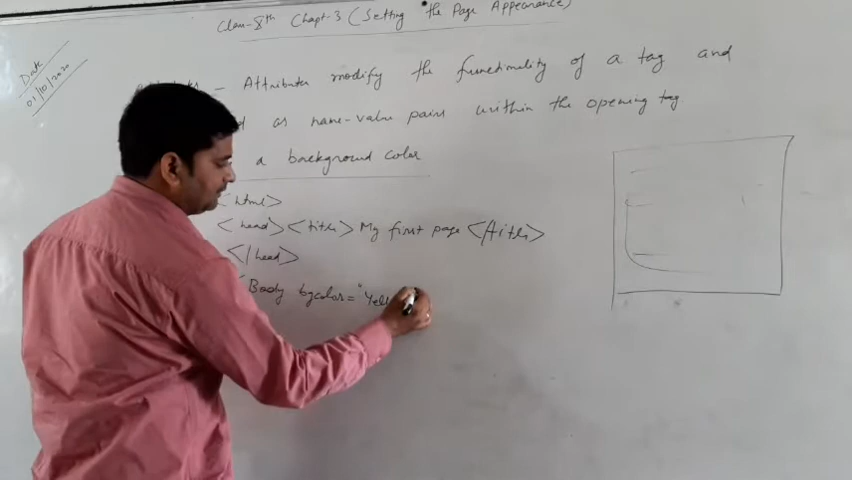 Class-8th Chapt-3 (Setting the Page Appearance)
Date
01/10/2020
- Attributes modify the functionality of a tag and
as name-value pairs within the opening tag
a background color
<html>
<head><title> My first page </title>
</head>
<Body bgcolor="Yell